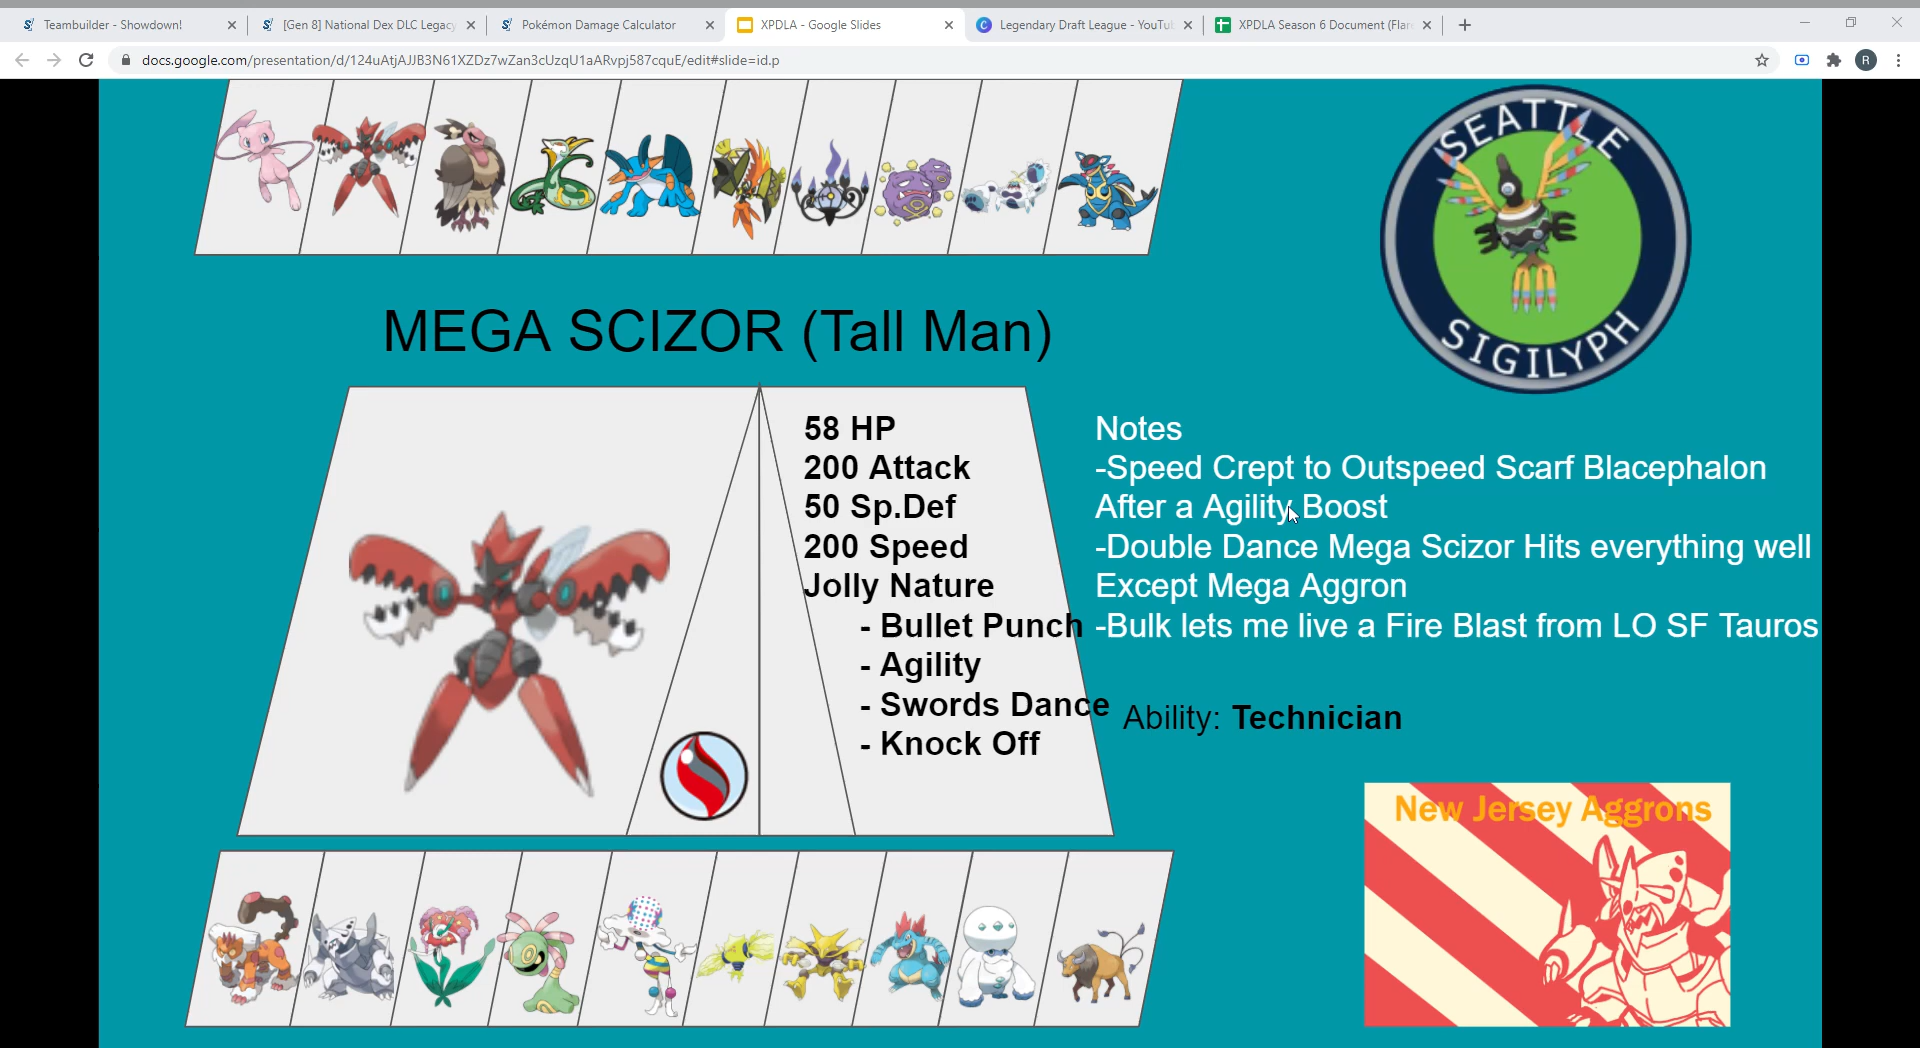 Teambuilder - Showdown!
[Gen 8] National Dex DLC Legacy
Pokémon Damage Calculator
XPDLA - Google Slides
Legendary Draft League - YouTu
XPDLA Season 6 Document (Flar
docs.google.com/presentation/d/124uAtjAJJB3N61XZDz7wZan3cUzqU1aARvpj587cquE/edit#slide=id.p
R
SEATTLE
SIGILYPH
MEGA SCIZOR (Tall Man)
58 HP
200 Attack
50 Sp.Def
200 Speed
Jolly Nature
- Bullet Punch
- Agility
- Swords Dance
- Knock Off
Notes
-Speed Crept to Outspeed Scarf Blacephalon
After a Agility Boost
-Double Dance Mega Scizor Hits everything well
Except Mega Aggron
-Bulk lets me live a Fire Blast from LO SF Tauros
Ability: Technician
New Jersey Aggrons